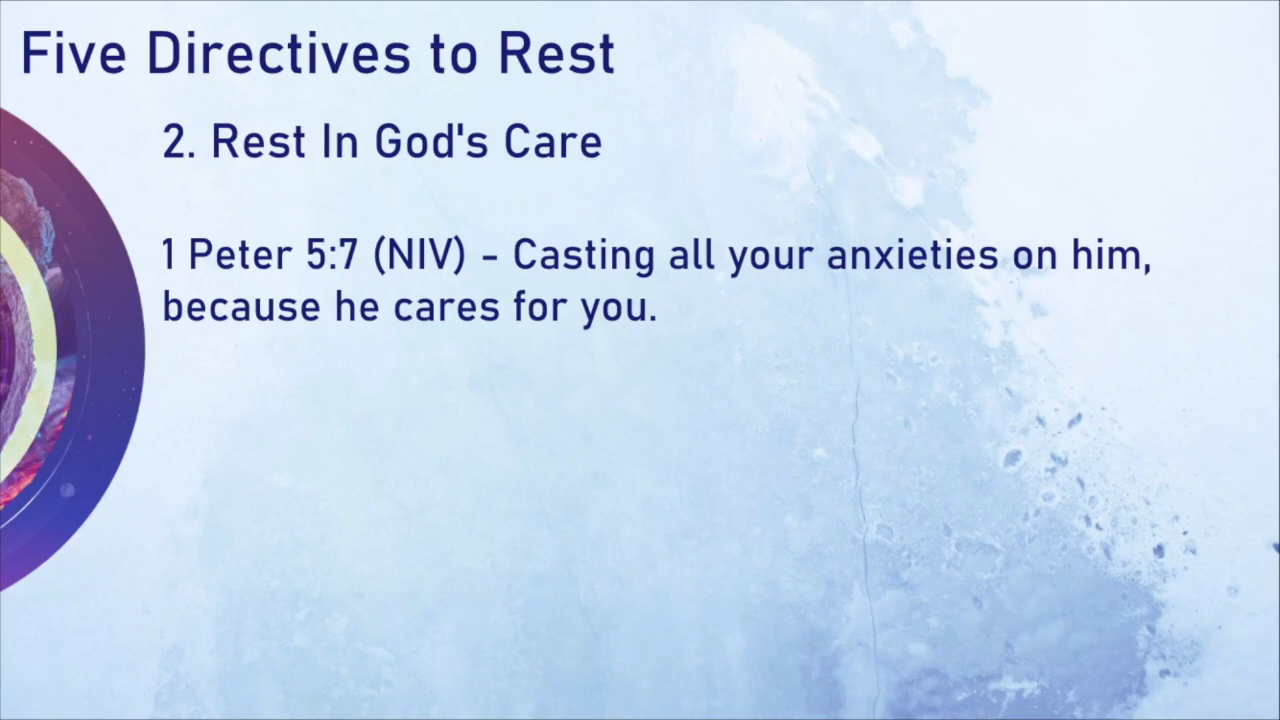 Five Directives to Rest
2. Rest In God's Care
1 Peter 5:7 (NIV) - Casting all your anxieties on him,
because he cares for you.